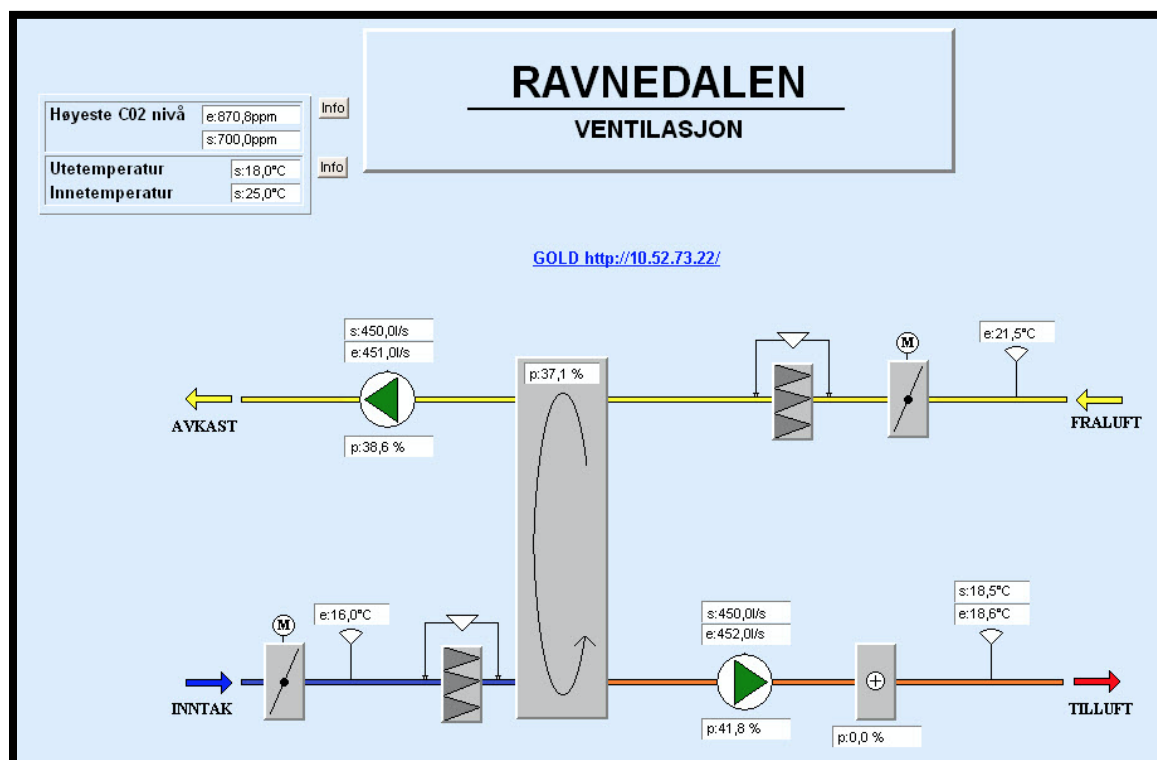 RAVNEDALEN
VENTILASJON
Høyeste C02 nivå e:870,8ppm Info
s:700,0ppm
Utetemperatur s:18,0°C Info
Innetemperatur s:25,0°C
GOLD http://10.52.73.22/
s:450,0l/s
e:451,0l/s
p:37,1 %
M
e:21,5°C
AVKAST
FRALUFT
p:38,6 %
M
e:16,0°C
s:450,0l/s
e:452,0l/s
s:18,5°C
e:18,6°C
INNTAK
TILLUFT
p:41,8 %
p:0,0 %